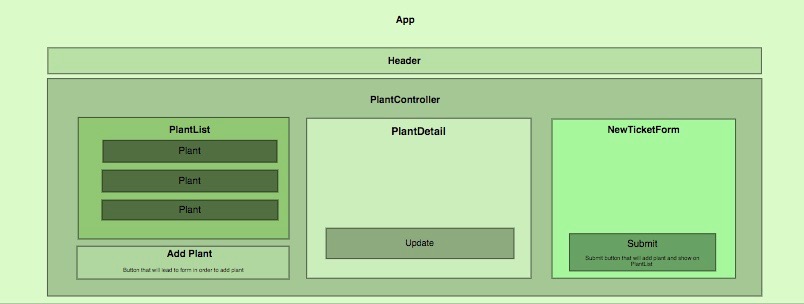 App
Header
PlantController
PlantList
Plant
Plant
Plant
Add Plant
Button that will lead to form in order to add plant
PlantDetail
Update
NewTicketForm
Submit
Submit button that will add plant and show on
PlantList